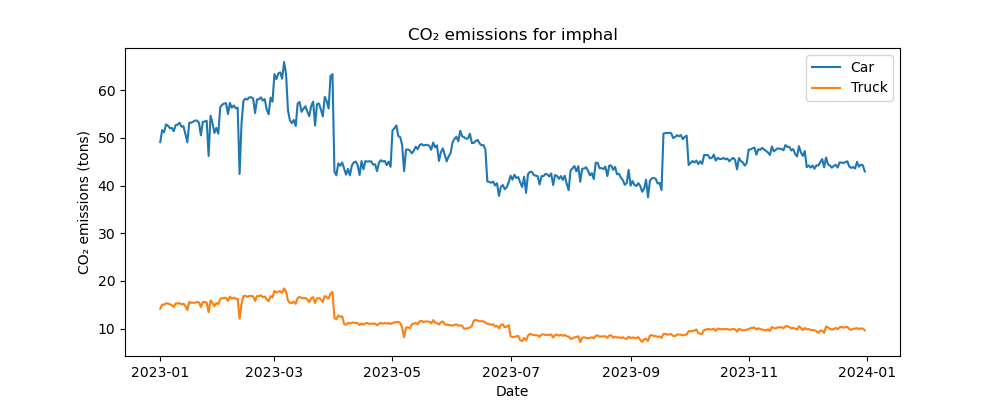 CO₂ emissions for imphal
Car
Truck
CO₂ emissions (tons)
60
50
40
30
20
10
2023-01
2023-03
2023-05
2023-07
2023-09
2023-11
2024-01
Date